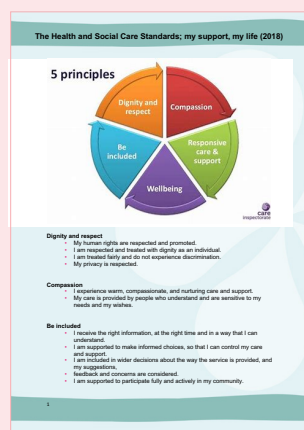 The Health and Social Care Standards; my support, my life (2018)
5 principles
Dignity and
respect
Compassion
Responsive
care &
support
Wellbeing
Be
included
care
inspectorate
Dignity and respect
• My human rights are respected and promoted.
• I am respected and treated with dignity as an individual.
• I am treated fairly and do not experience discrimination.
• My privacy is respected.
Compassion
• I experience warm, compassionate, and nurturing care and support.
• My care is provided by people who understand and are sensitive to my
needs and my wishes.
Be included
• I receive the right information, at the right time and in a way that I can
understand.
• I am supported to make informed choices, so that I can control my care
and support.
• I am included in wider decisions about the way the service is provided, and
my suggestions,
• feedback and concerns are considered.
• I am supported to participate fully and actively in my community.